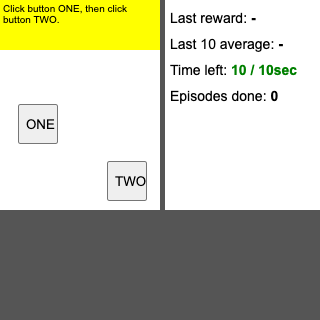 Click button ONE, then click
button TWO.
ONE
TWO
Last reward: -
Last 10 average: -
Time left: 10 / 10sec
Episodes done: 0